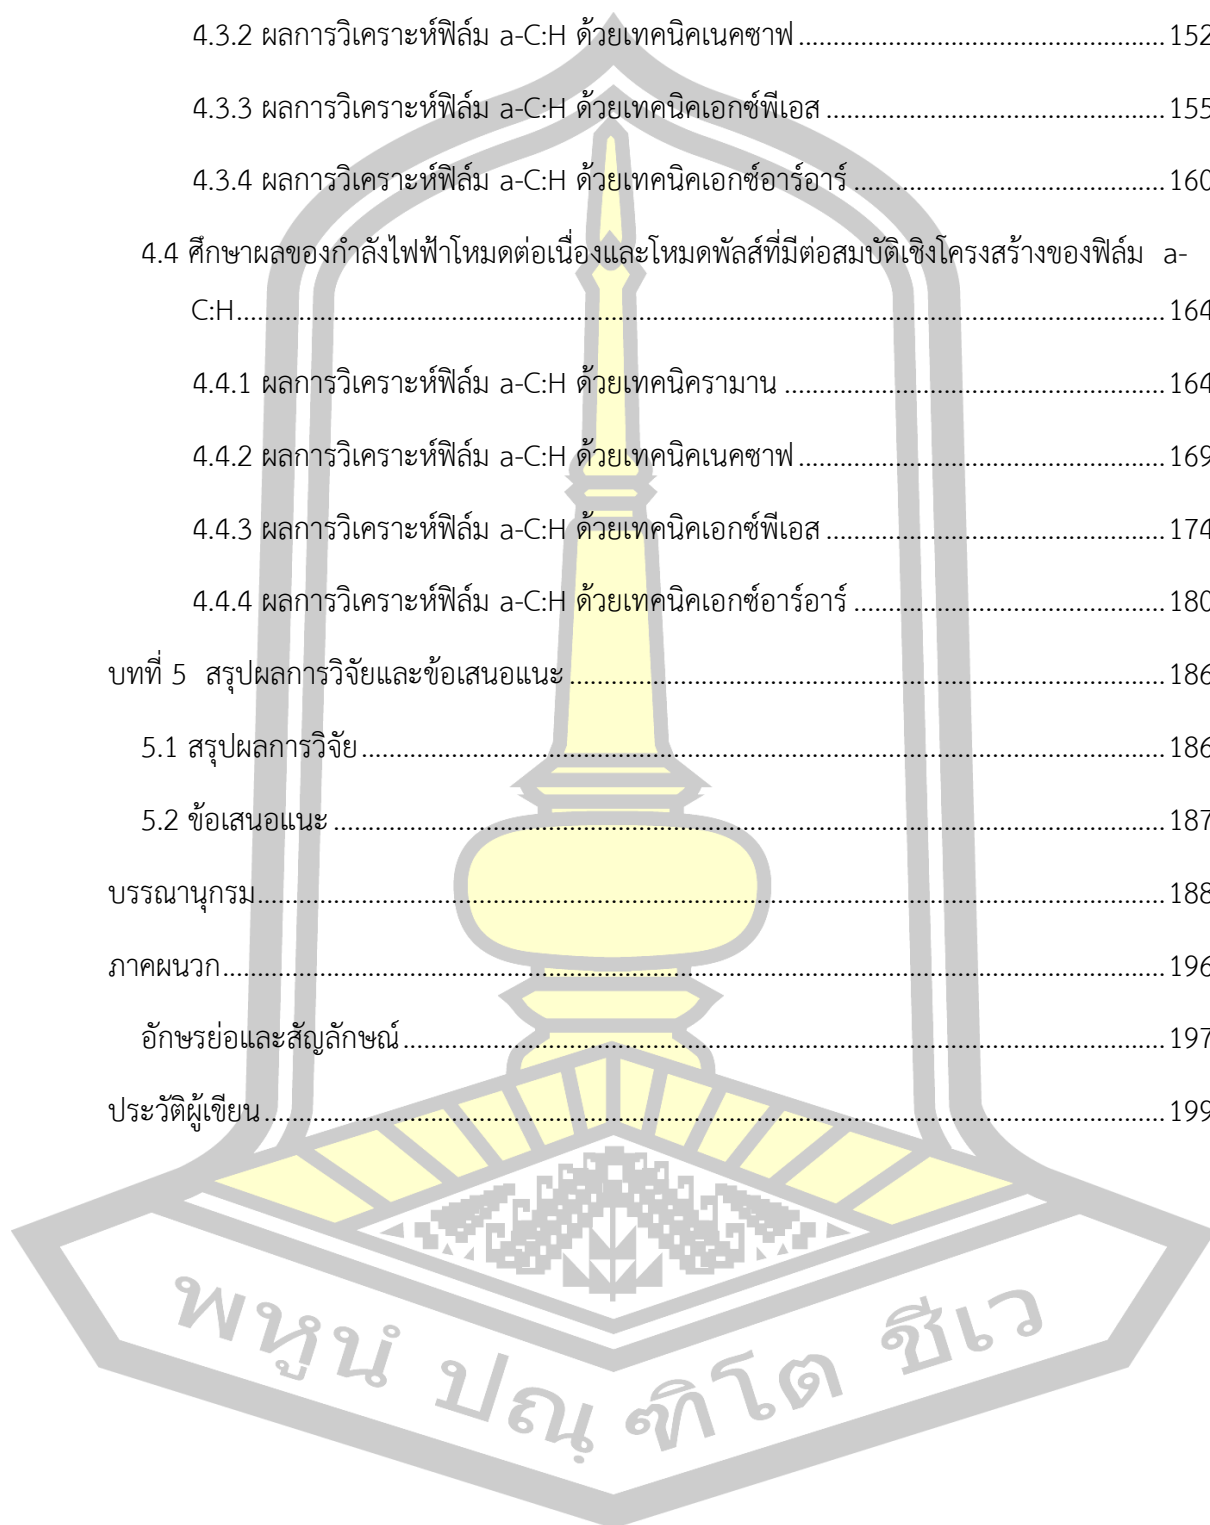 4.3.2 ผลการวิเคราะห์ฟิล์ม a-C:H ด้วยเทคนิคเนคซาฟ ........................ 152
4.3.3 ผลการวิเคราะห์ฟิล์ม a-C:H ด้วยเทคนิคเอกซ์พีเอส ........................ 155
4.3.4 ผลการวิเคราะห์ฟิล์ม a-C:H ด้วยเทคนิคเอกซ์อาร์อาร์ ........................ 160
4.4 ศึกษาผลของกำลังไฟฟ้าโหมดต่อเนื่องและโหมดพัลส์ที่มีต่อสมบัติเชิงโครงสร้างของฟิล์ม a-
C:H ........................ 164
4.4.1 ผลการวิเคราะห์ฟิล์ม a-C:H ด้วยเทคนิครามาน ........................ 164
4.4.2 ผลการวิเคราะห์ฟิล์ม a-C:H ด้วยเทคนิคเนคซาฟ ........................ 169
4.4.3 ผลการวิเคราะห์ฟิล์ม a-C:H ด้วยเทคนิคเอกซ์พีเอส ........................ 174
4.4.4 ผลการวิเคราะห์ฟิล์ม a-C:H ด้วยเทคนิคเอกซ์อาร์อาร์ ........................ 180
บทที่ 5 สรุปผลการวิจัยและข้อเสนอแนะ ........................ 186
5.1 สรุปผลการวิจัย ........................ 186
5.2 ข้อเสนอแนะ ........................ 187
บรรณานุกรม ........................ 188
ภาคผนวก ........................ 196
อักษรย่อและสัญลักษณ์ ........................ 197
ประวัติผู้เขียน ........................ 199
พหูนํ ปณฺฑิโต ชีเว